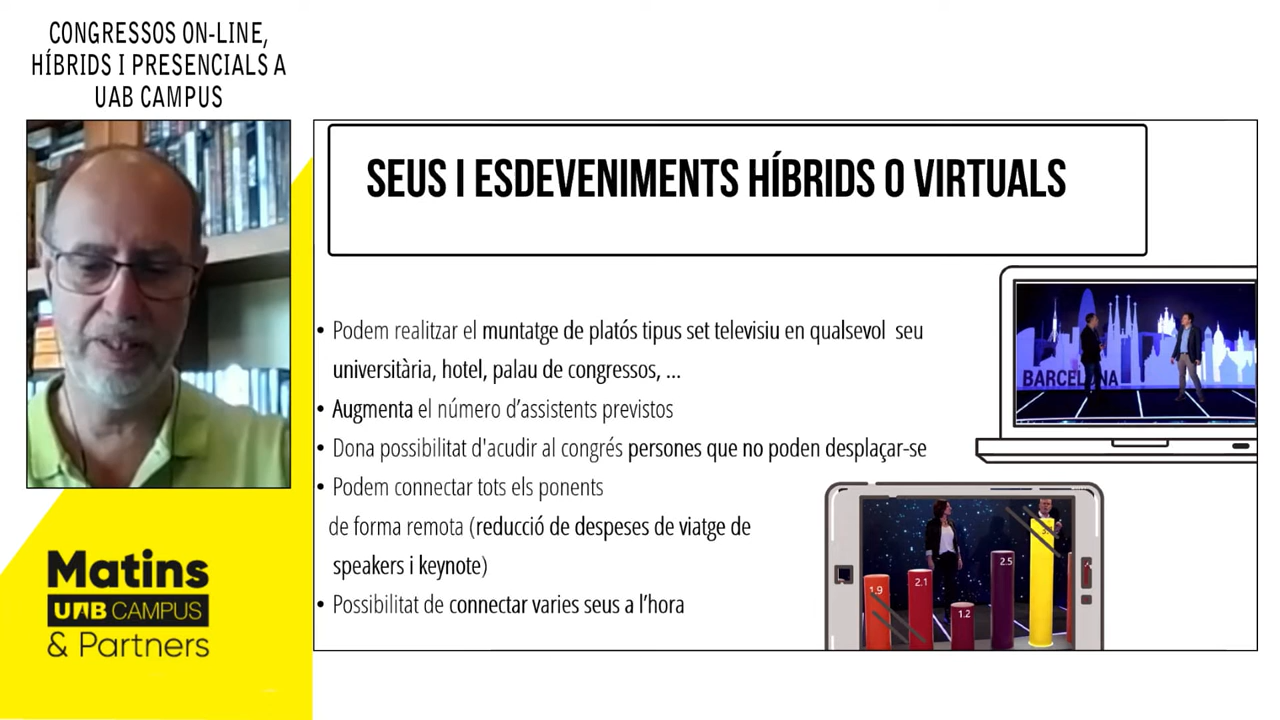 CONGRESSOS ON-LINE,
HÍBRIDS I PRESENCIALS A
UAB CAMPUS
SEUS I ESDEVENIMENTS HÍBRIDS O VIRTUALS
• Podem realitzar el muntatge de platós tipus set televisiu en qualsevol seu
universitària, hotel, palau de congressos, ...
• Augmenta el número d’assistents previstos
• Dona possibilitat d'acudir al congrés persones que no poden desplaçar-se
• Podem connectar tots els ponents
de forma remota (reducció de despeses de viatge de
speakers i keynote)
• Possibilitat de connectar varies seus a l’hora
BARCELONA
1.9
2.1
1.2
2.5
Matins
UAB CAMPUS
& Partners